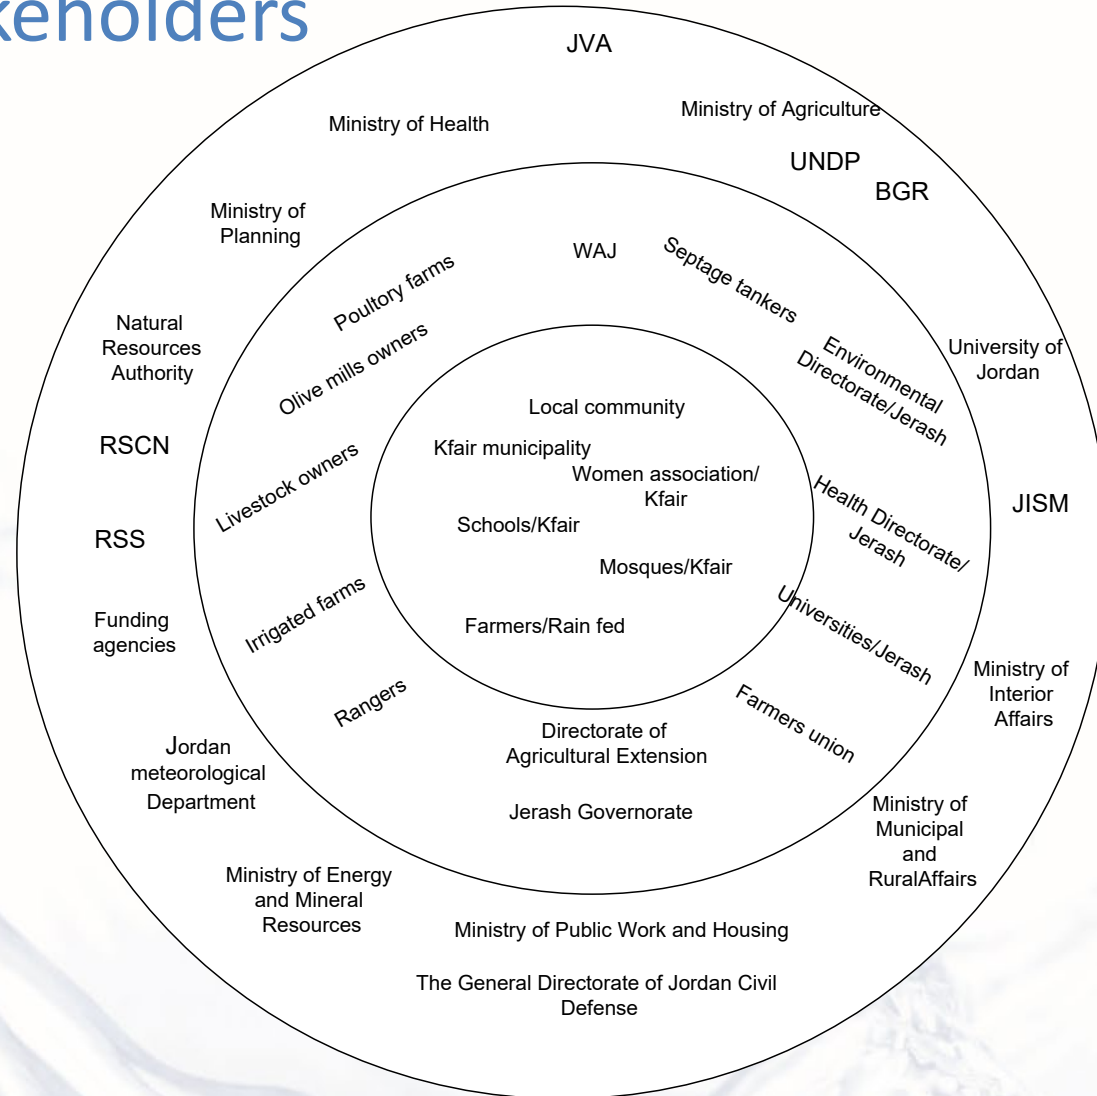 keholders
JVA
Ministry of Health
Ministry of Agriculture
UNDP
BGR
Ministry of
Planning
Natural
Resources
Authority
RSCN
RSS
Funding
agencies
Jordan
meteorological
Department
Ministry of Energy
and Mineral
Resources
Ministry of Public Work and Housing
The General Directorate of Jordan Civil
Defense
University of
Jordan
JISM
Ministry of
Interior
Affairs
Ministry of
Municipal
and
RuralAffairs
WAJ
Poultory farms
Olive mills owners
Livestock owners
Irrigated farms
Rangers
Septage tankers
Environmental
Directorate/Jerash
Health Directorate/
Jerash
Universities/Jerash
Farmers union
Directorate of
Agricultural Extension
Jerash Governorate
Local community
Kfair municipality
Women association/
Kfair
Schools/Kfair
Mosques/Kfair
Farmers/Rain fed